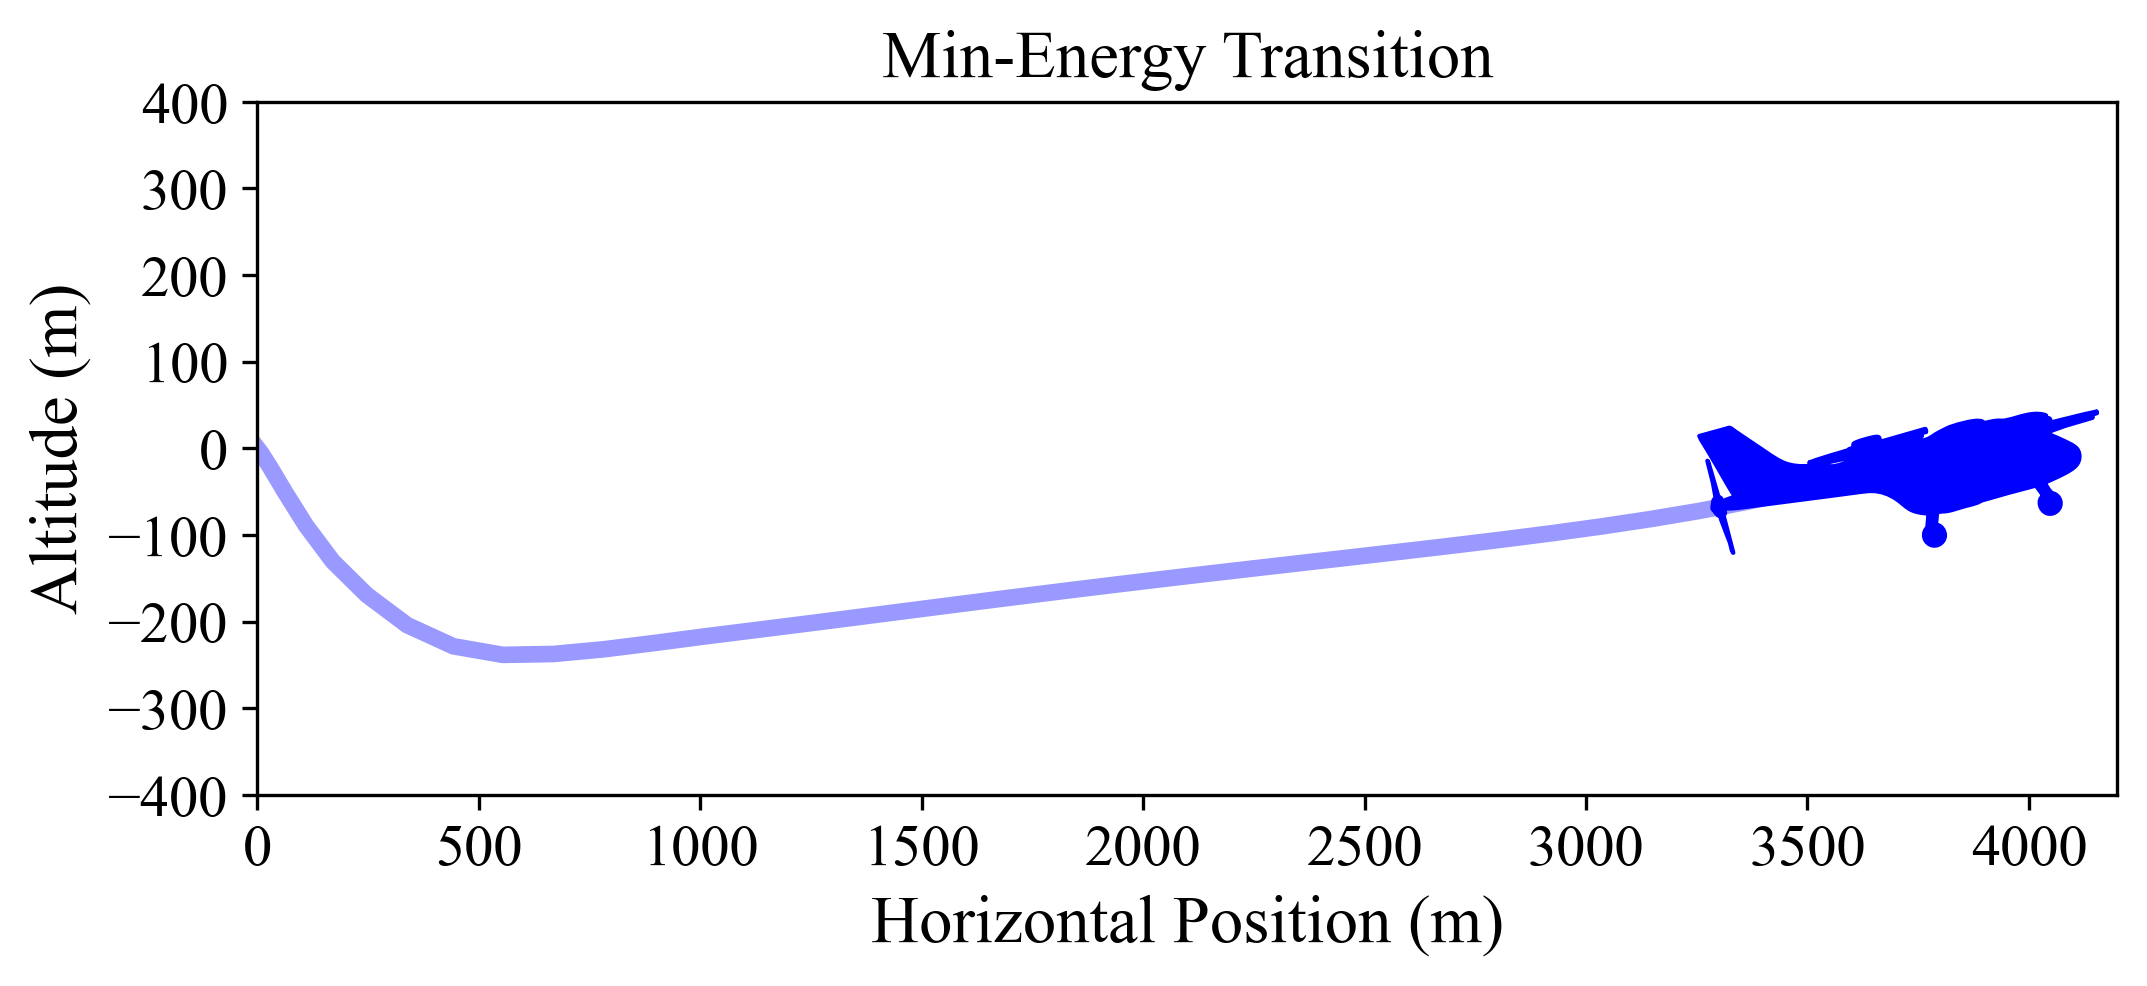 Min-Energy Transition
400
300
200
100
0
−100
−200
−300
−400
Altitude (m)
0 500 1000 1500 2000 2500 3000 3500 4000
Horizontal Position (m)